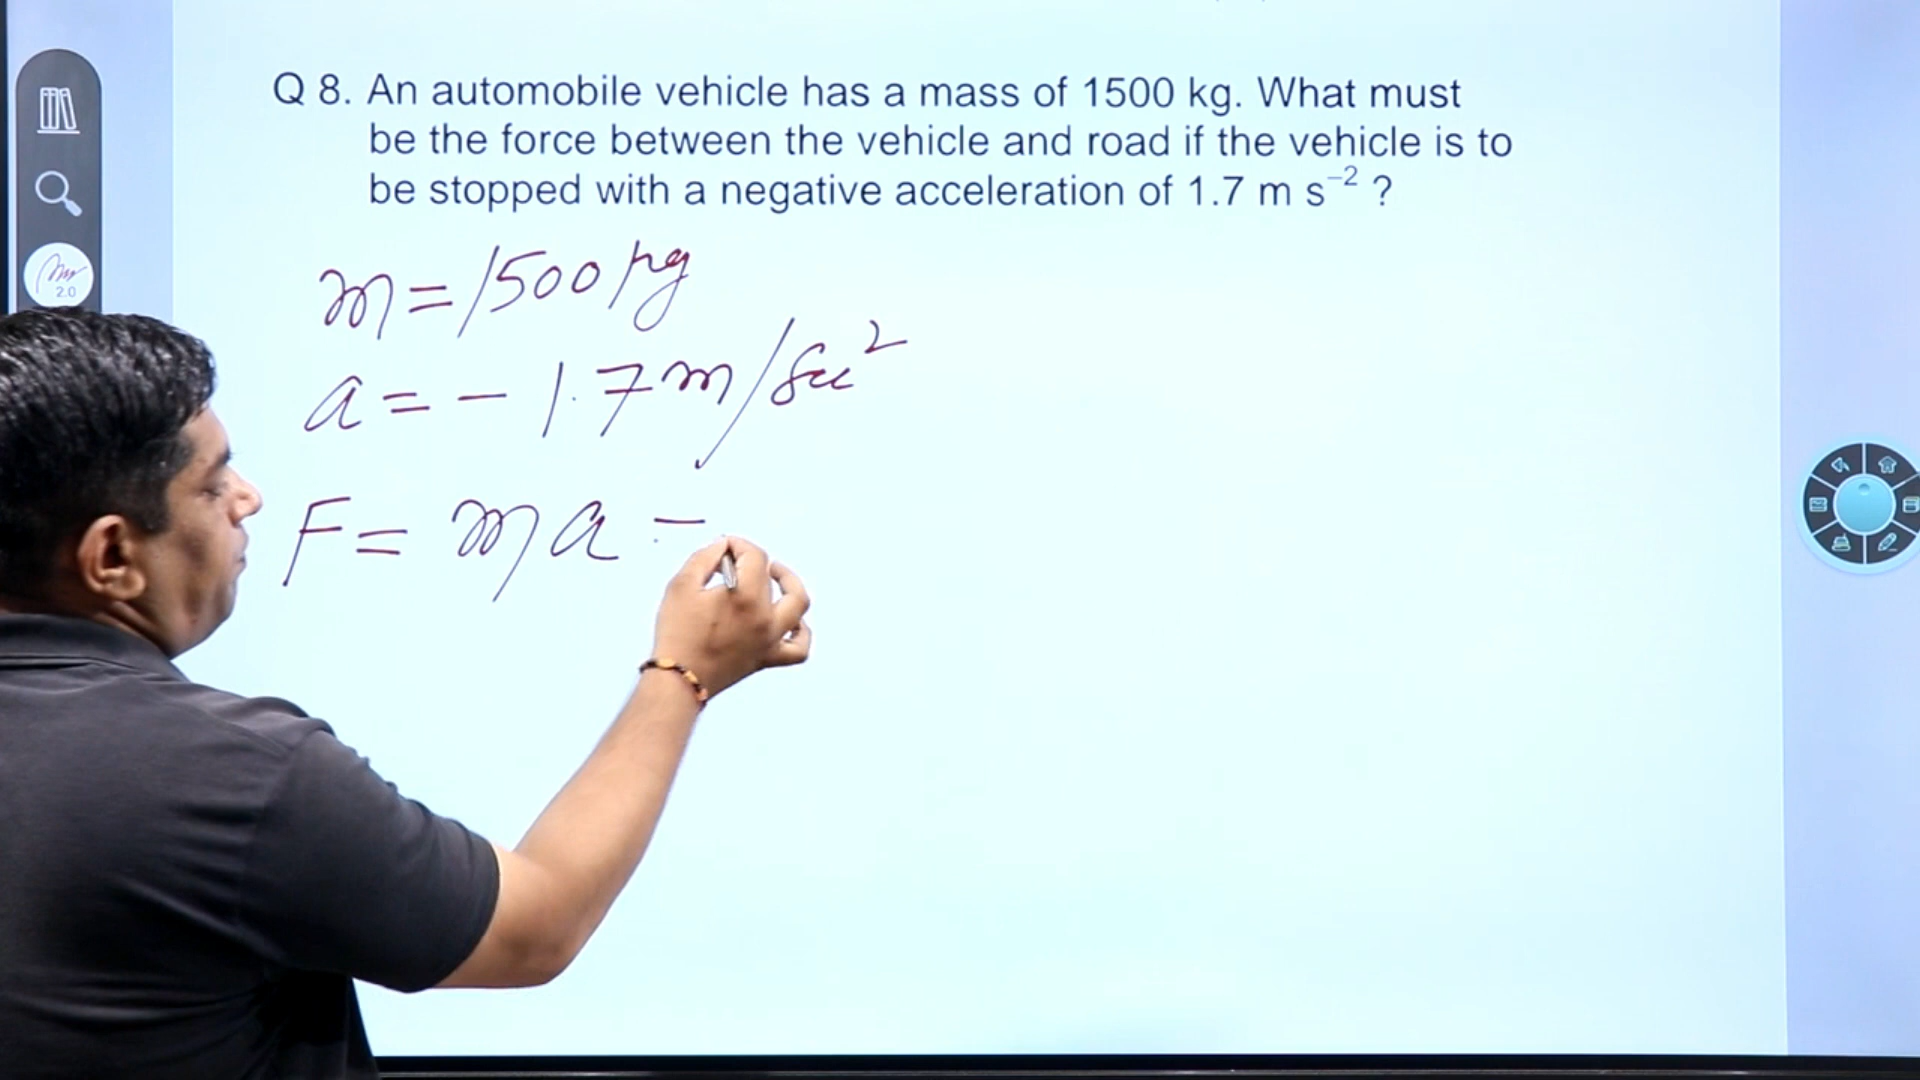 Q 8. An automobile vehicle has a mass of 1500 kg. What must
be the force between the vehicle and road if the vehicle is to
be stopped with a negative acceleration of 1.7 m s⁻² ?
m = 1500 kg
a = - 1.7 m/sec²
F = ma =
2.0